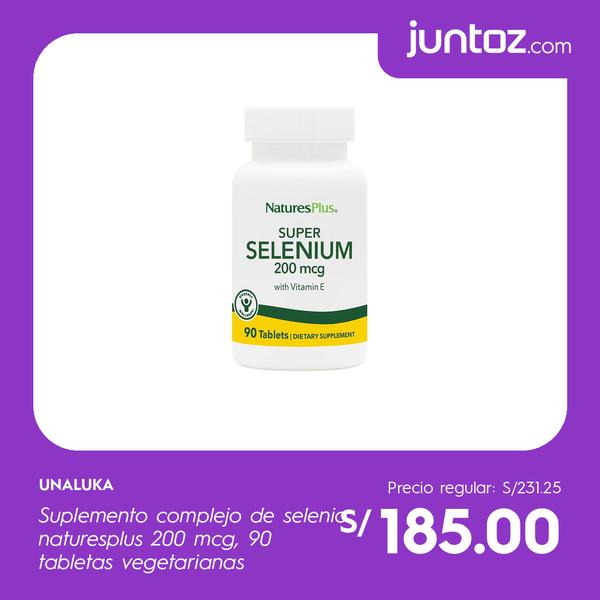 juntoz.com
NaturesPlus®
SUPER
SELENIUM
200 mcg
with Vitamin E
90 Tablets | DIETARY SUPPLEMENT
UNALUKA
Suplemento complejo de selenio
naturesplus 200 mcg, 90
tabletas vegetarianas
Precio regular: S/231.25
S/185.00